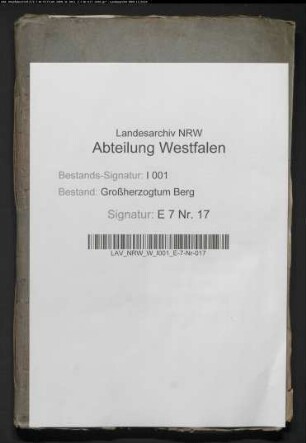 Landesarchiv NRW
Abteilung Westfalen
Bestands-Signatur: I 001
Bestand: Großherzogtum Berg
Signatur: E 7 Nr. 17
LAV_NRW_W_I001_E-7-Nr-017